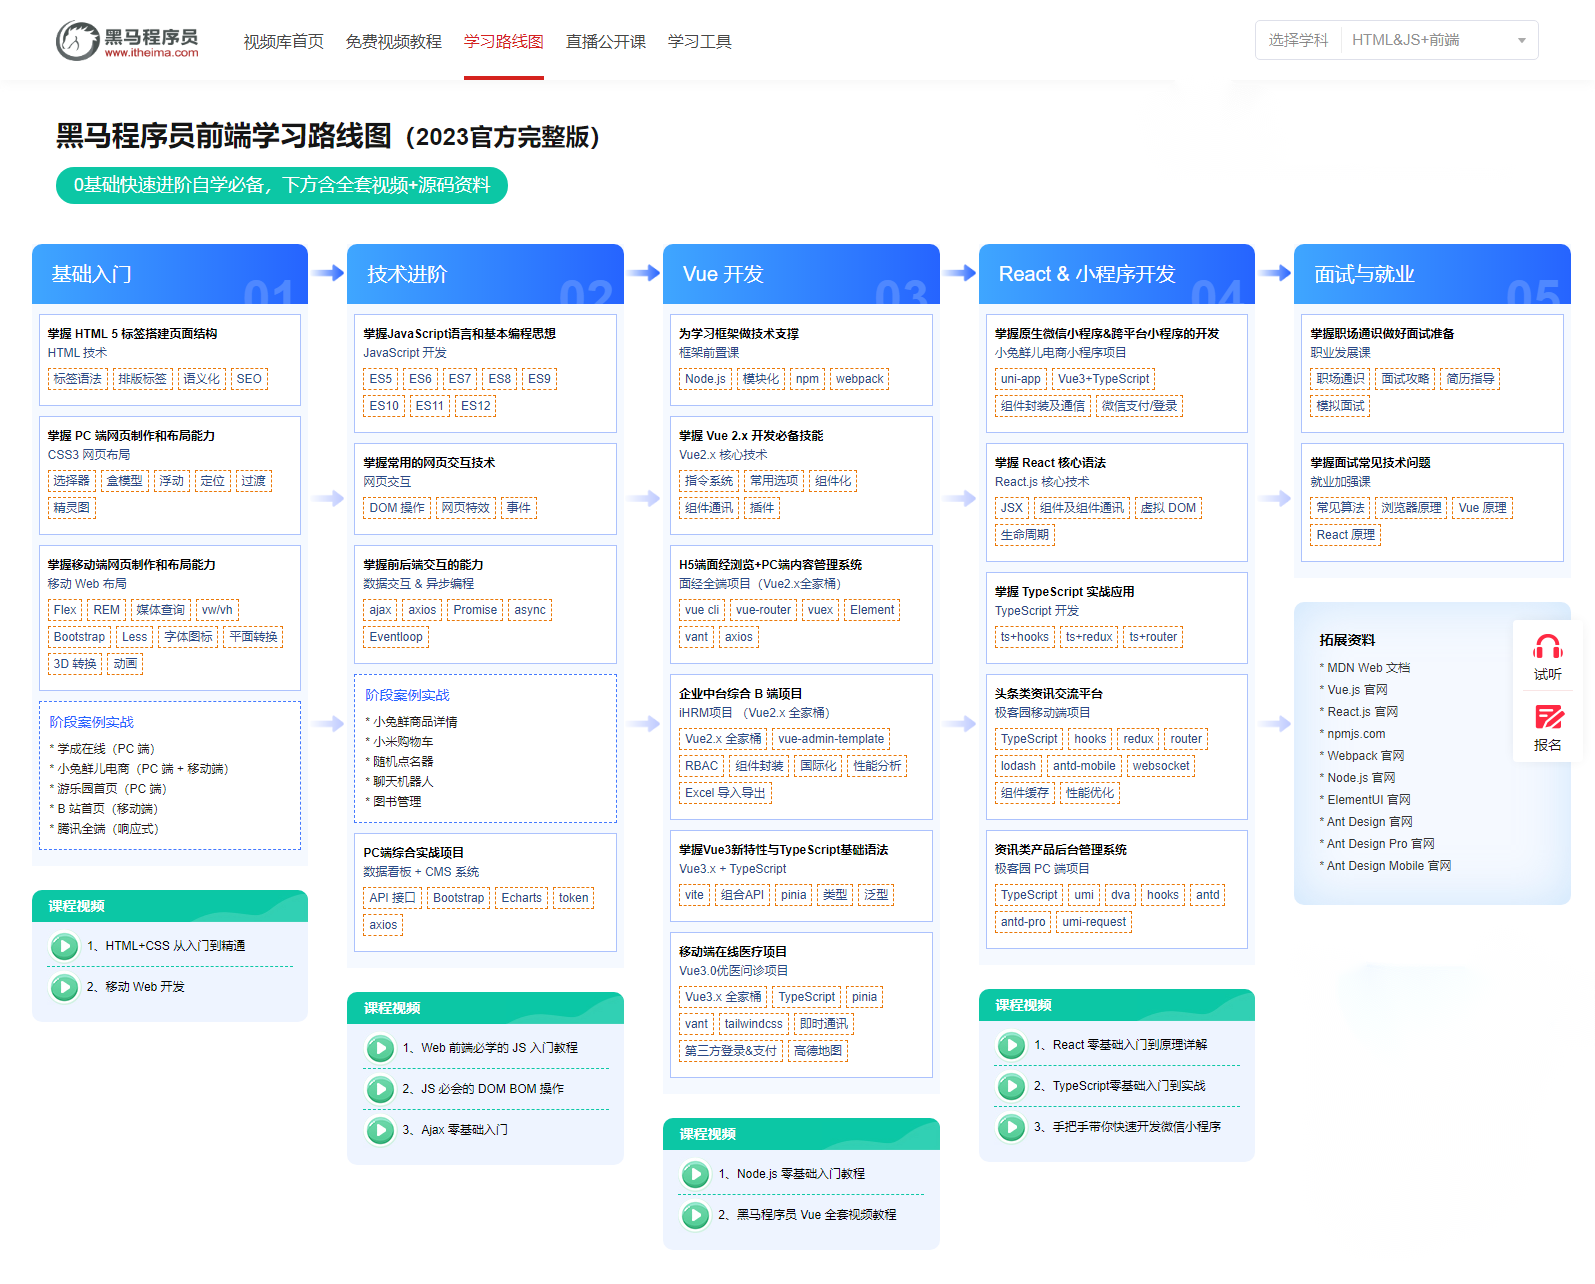 黑马程序员
www.itheima.com
视频库首页 免费视频教程 学习路线图 直播公开课 学习工具
选择学科 HTML&JS+前端
黑马程序员前端学习路线图（2023官方完整版）
0基础快速进阶自学必备，下方含全套视频+源码资料
基础入门 01
掌握 HTML 5 标签搭建页面结构
HTML 技术
标签语法 排版标签 语义化 SEO
掌握 PC 端网页制作和布局能力
CSS3 网页布局
选择器 盒模型 浮动 定位 过渡
精灵图
掌握移动端网页制作和布局能力
移动 Web 布局
Flex REM 媒体查询 vw/vh
Bootstrap Less 字体图标 平面转换
3D 转换 动画
阶段案例实战
* 学成在线（PC 端）
* 小兔鲜儿电商（PC 端 + 移动端）
* 游乐园首页（PC 端）
* B 站首页（移动端）
* 腾讯全端（响应式）
课程视频
1、HTML+CSS 从入门到精通
2、移动 Web 开发
技术进阶 02
掌握JavaScript语言和基本编程思想
JavaScript 开发
ES5 ES6 ES7 ES8 ES9
ES10 ES11 ES12
掌握常用的网页交互技术
网页交互
DOM 操作 网页特效 事件
掌握前后端交互的能力
数据交互 & 异步编程
ajax axios Promise async
Eventloop
阶段案例实战
* 小兔鲜商品详情
* 小米购物车
* 随机点名器
* 聊天机器人
* 图书管理
PC端综合实战项目
数据看板 + CMS 系统
API 接口 Bootstrap Echarts token
axios
课程视频
1、Web 前端必学的 JS 入门教程
2、JS 必会的 DOM BOM 操作
3、Ajax 零基础入门
Vue 开发 03
为学习框架做技术支撑
框架前置课
Node.js 模块化 npm webpack
掌握 Vue 2.x 开发必备技能
Vue2.x 核心技术
指令系统 常用选项 组件化
组件通讯 插件
H5端面经浏览+PC端内容管理系统
面经全端项目（Vue2.x全家桶）
vue cli vue-router vuex Element
vant axios
企业中台综合 B 端项目
iHRM项目 （Vue2.x 全家桶）
Vue2.x 全家桶 vue-admin-template
RBAC 组件封装 国际化 性能分析
Excel 导入导出
掌握Vue3新特性与TypeScript基础语法
Vue3.x + TypeScript
vite 组合API pinia 类型 泛型
移动端在线医疗项目
Vue3.0优医问诊项目
Vue3.x 全家桶 TypeScript pinia
vant tailwindcss 即时通讯
第三方登录&支付 高德地图
课程视频
1、Node.js 零基础入门教程
2、黑马程序员 Vue 全套视频教程
React & 小程序开发 04
掌握原生微信小程序&跨平台小程序的开发
小兔鲜儿电商小程序项目
uni-app Vue3+TypeScript
组件封装及通信 微信支付/登录
掌握 React 核心语法
React.js 核心技术
JSX 组件及组件通讯 虚拟 DOM
生命周期
掌握 TypeScript 实战应用
TypeScript 开发
ts+hooks ts+redux ts+router
头条类资讯交流平台
极客园移动端项目
TypeScript hooks redux router
lodash antd-mobile websocket
组件缓存 性能优化
资讯类产品后台管理系统
极客园 PC 端项目
TypeScript umi dva hooks antd
antd-pro umi-request
课程视频
1、React 零基础入门到原理详解
2、TypeScript零基础入门到实战
3、手把手带你快速开发微信小程序
面试与就业 05
掌握职场通识做好面试准备
职业发展课
职场通识 面试攻略 简历指导
模拟面试
掌握面试常见技术问题
就业加强课
常见算法 浏览器原理 Vue 原理
React 原理
拓展资料
* MDN Web 文档
* Vue.js 官网
* React.js 官网
* npmjs.com
* Webpack 官网
* Node.js 官网
* ElementUI 官网
* Ant Design 官网
* Ant Design Pro 官网
* Ant Design Mobile 官网
试听
报名